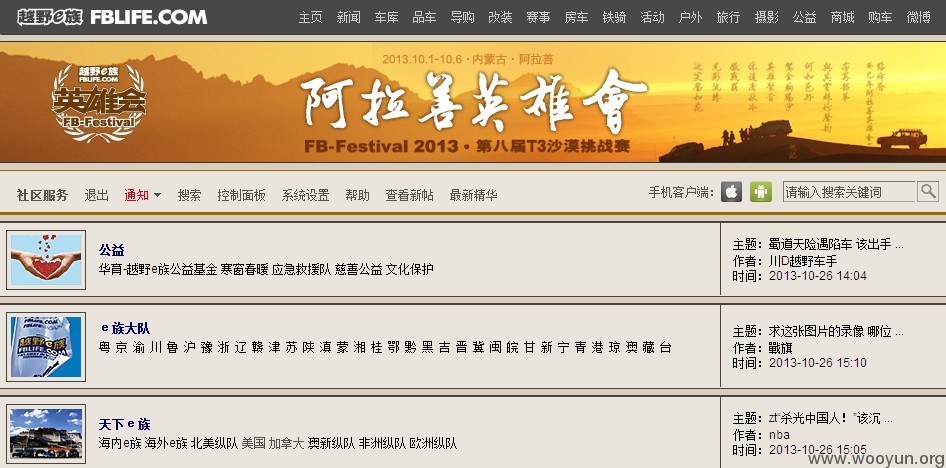 越野e族 FBLIFE.COM 主页 新闻 车库 品车 导购 改装 赛事 房车 铁骑 活动 户外 旅行 摄影 公益 商城 购车 微博
2013.10.1-10.6·内蒙古·阿拉善
越野e族
FBLIFE.COM
英雄会
FB-Festival
阿拉善英雄會
FB-Festival 2013·第八届T3沙漠挑战赛
社区服务 退出 通知 搜索 控制面板 系统设置 帮助 查看新帖 最新精华 手机客户端: 请输入搜索关键词
公益
华育-越野e族公益基金 寒窗春暖 应急救援队 慈善公益 文化保护
主题: 蜀道天险遇陷车 该出手 ...
作者: 川D越野车手
时间: 2013-10-26 14:04
FBLIFE.COM
e族大队
粤 京 渝 川 鲁 沪 豫 浙 辽 赣 津 苏 陕 滇 蒙 湘 桂 鄂 黔 黑 吉 晋 冀 闽 皖 甘 新 宁 青 港 琼 澳 藏 台
主题: 求这张图片的录像 哪位 ...
作者: 戰旗
时间: 2013-10-26 15:10
天下e族
海内e族 海外e族 北美纵队 美国 加拿大 澳新纵队 非洲纵队 欧洲纵队
主题: zt“杀光中国人！”该沉 ...
作者: nba
时间: 2013-10-26 15:05
www.wooyun.org